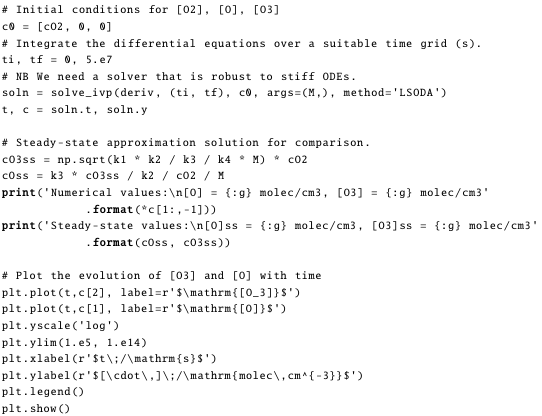 # Initial conditions for [O2], [O], [O3]
c0 = [cO2, 0, 0]
# Integrate the differential equations over a suitable time grid (s).
ti, tf = 0, 5.e7
# NB We need a solver that is robust to stiff ODEs.
soln = solve_ivp(deriv, (ti, tf), c0, args=(M,), method='LSODA')
t, c = soln.t, soln.y

# Steady-state approximation solution for comparison.
cO3ss = np.sqrt(k1 * k2 / k3 / k4 * M) * cO2
cOss = k3 * cO3ss / k2 / cO2 / M
print('Numerical values:\n[O] = {:g} molec/cm3, [O3] = {:g} molec/cm3'
            .format(*c[1:,-1]))
print('Steady-state values:\n[O]ss = {:g} molec/cm3, [O3]ss = {:g} molec/cm3'
            .format(cOss, cO3ss))

# Plot the evolution of [O3] and [O] with time
plt.plot(t,c[2], label=r'$\mathrm{[O_3]}$')
plt.plot(t,c[1], label=r'$\mathrm{[O]}$')
plt.yscale('log')
plt.ylim(1.e5, 1.e14)
plt.xlabel(r'$t\;/\mathrm{s}$')
plt.ylabel(r'$[\cdot\,]\;/\mathrm{molec\,cm^{-3}}$')
plt.legend()
plt.show()